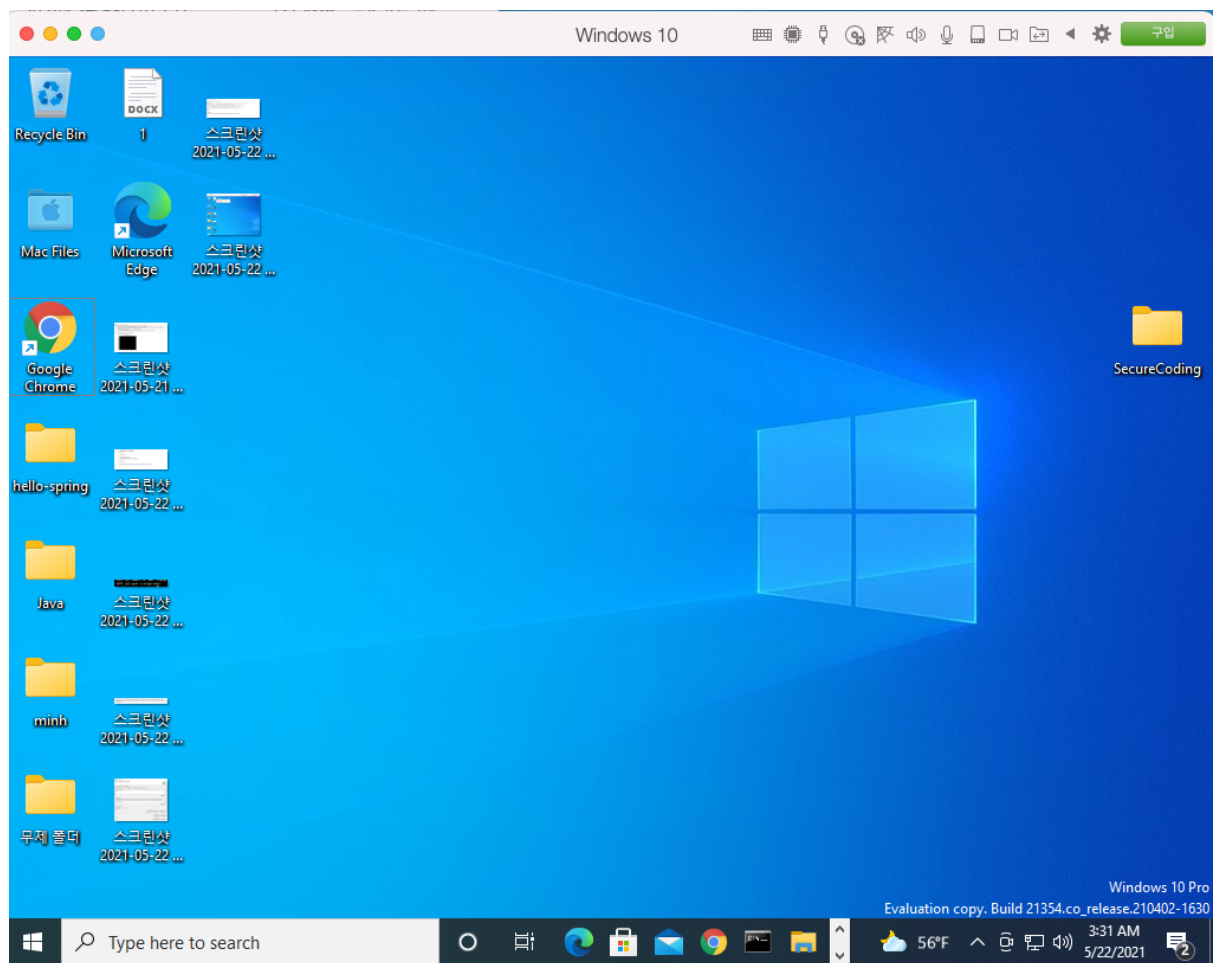 Windows 10
구입
Recycle Bin
DOCX
1
스크린샷
2021-05-22 ...
Mac Files
Microsoft
Edge
스크린샷
2021-05-22 ...
Google
Chrome
스크린샷
2021-05-21 ...
SecureCoding
hello-spring
스크린샷
2021-05-22 ...
Java
스크린샷
2021-05-22 ...
minh
스크린샷
2021-05-22 ...
무제 폴더
스크린샷
2021-05-22 ...
Windows 10 Pro
Evaluation copy. Build 21354.co_release.210402-1630
Type here to search
56°F
3:31 AM
5/22/2021
2